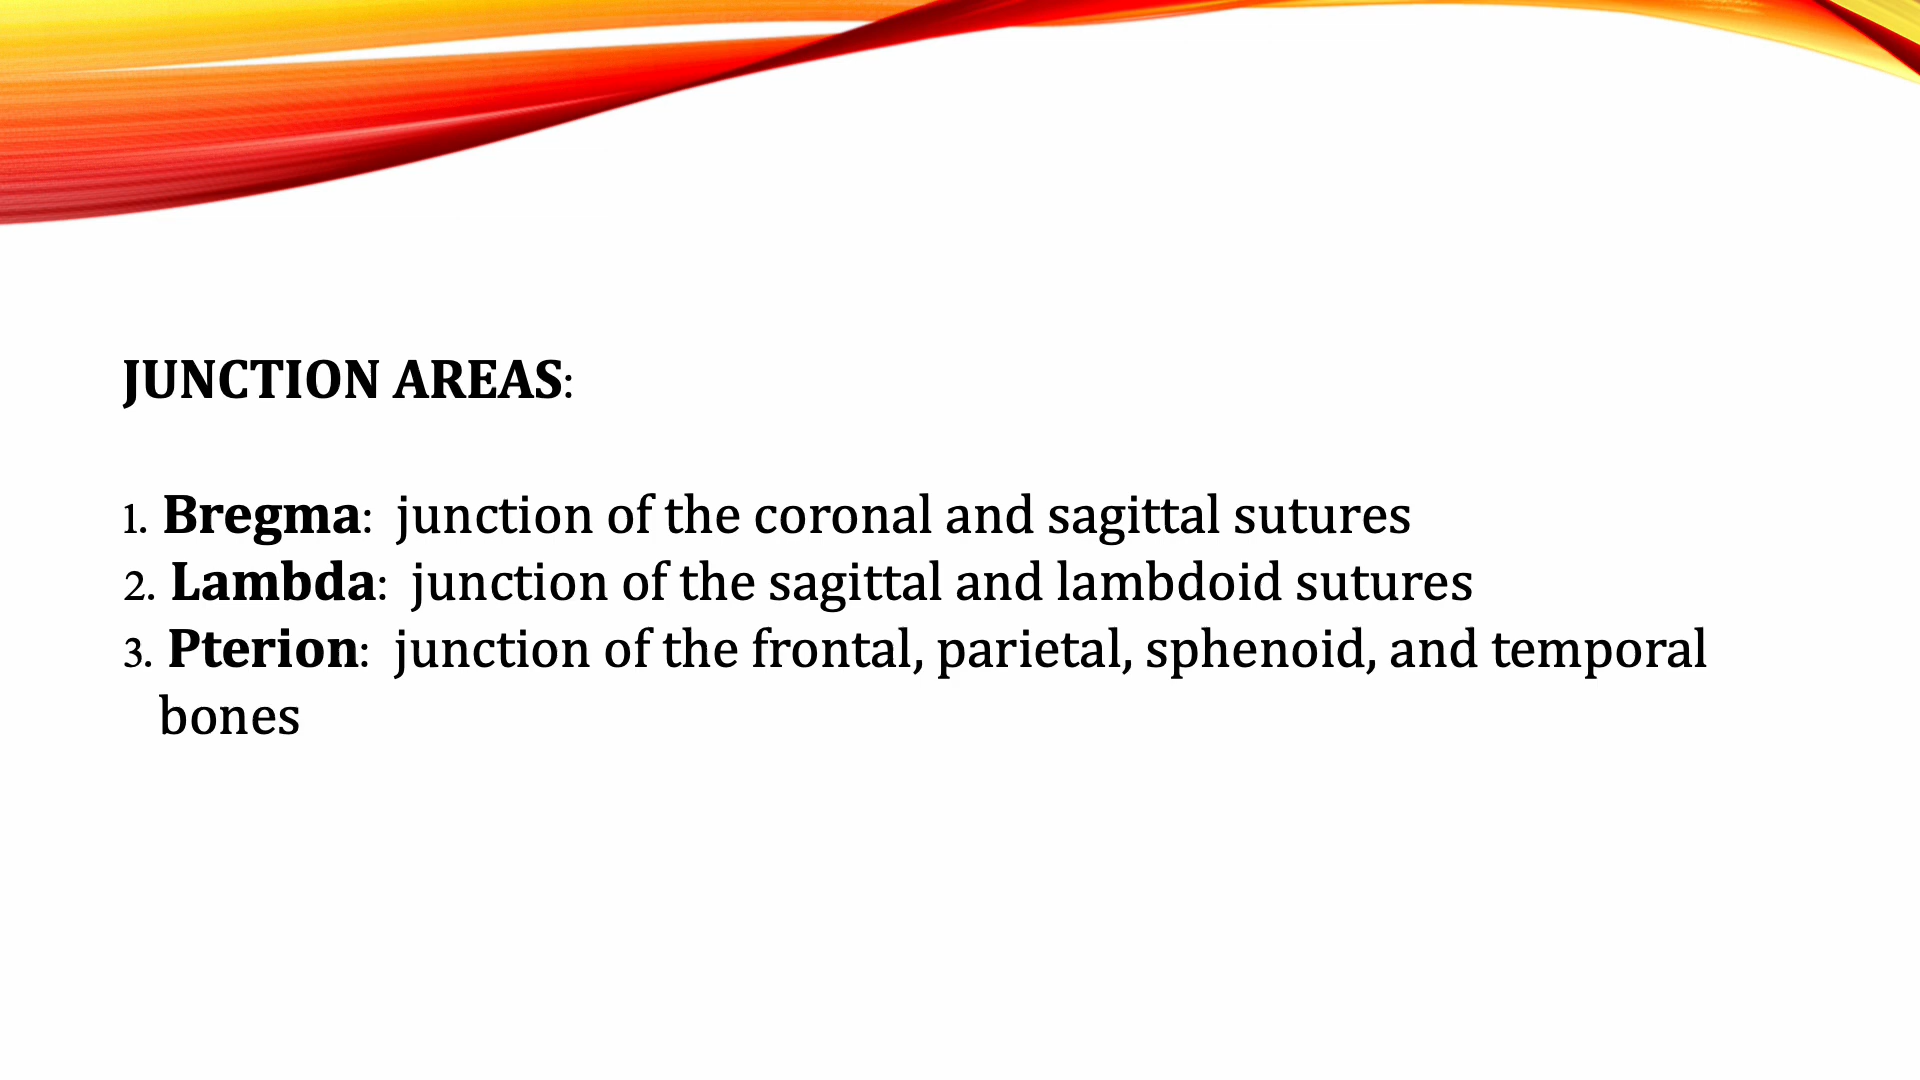 JUNCTION AREAS:
1. Bregma:  junction of the coronal and sagittal sutures
2. Lambda:  junction of the sagittal and lambdoid sutures
3. Pterion:  junction of the frontal, parietal, sphenoid, and temporal
bones